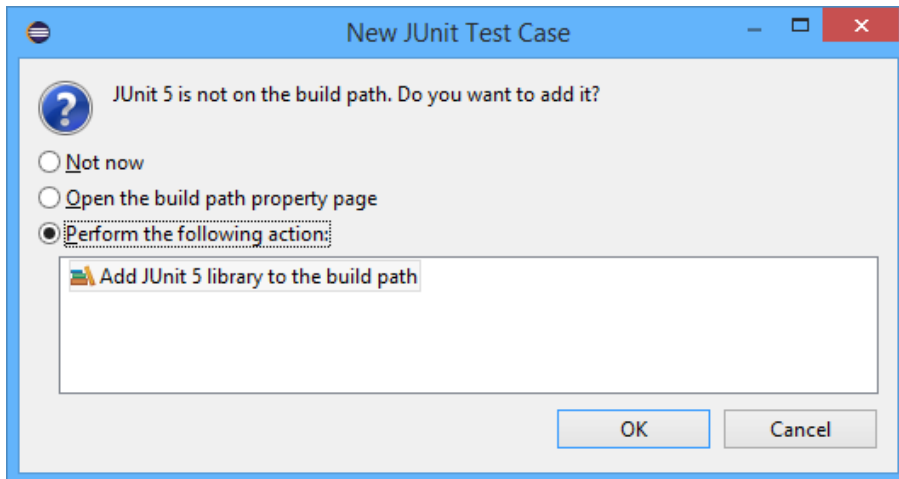 New JUnit Test Case
JUnit 5 is not on the build path. Do you want to add it?
Not now
Open the build path property page
Perform the following action:
Add JUnit 5 library to the build path
OK
Cancel